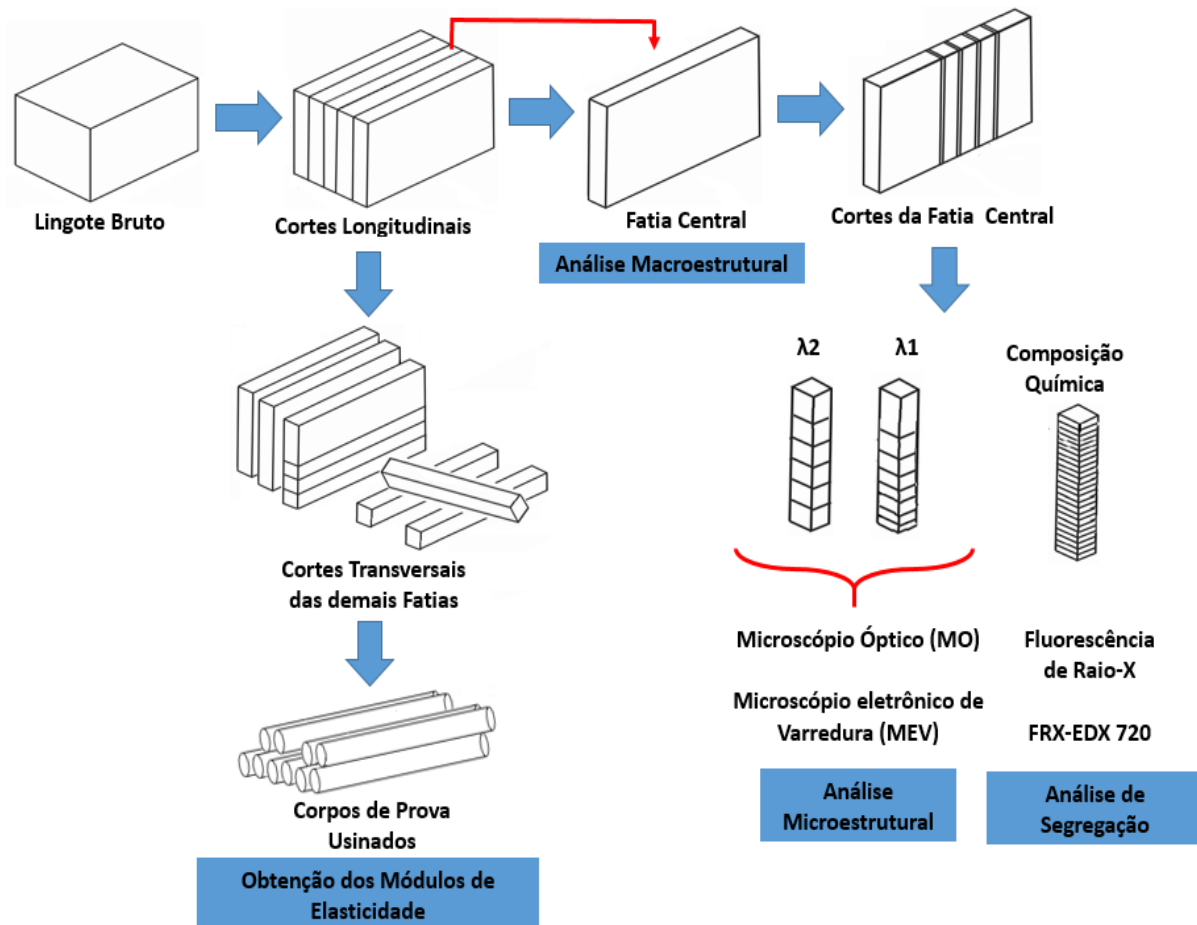 Lingote Bruto
Cortes Longitudinais
Fatia Central
Análise Macroestrutural
Cortes da Fatia Central
Cortes Transversais
das demais Fatias
Corpos de Prova
Usinados
Obtenção dos Módulos de
Elasticidade
λ2
λ1
Composição
Química
Microscópio Óptico (MO)
Microscópio eletrônico de
Varredura (MEV)
Análise
Microestrutural
Fluorescência
de Raio-X
FRX-EDX 720
Análise de
Segregação